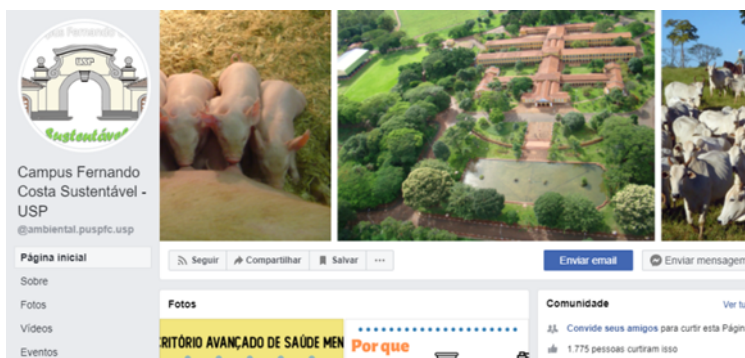 Campus Fernando C
USP
Sustentável
Campus Fernando
Costa Sustentável -
USP
@ambiental.puspfc.usp
Página inicial
Sobre
Fotos
Vídeos
Eventos
Seguir
Compartilhar
Salvar
Enviar email
Enviar mensagem
Fotos
RITÓRIO AVANÇADO DE SAÚDE MEN
Por que
Comunidade
Ver tu
Convide seus amigos para curtir esta Págin
1.775 pessoas curtiram isso